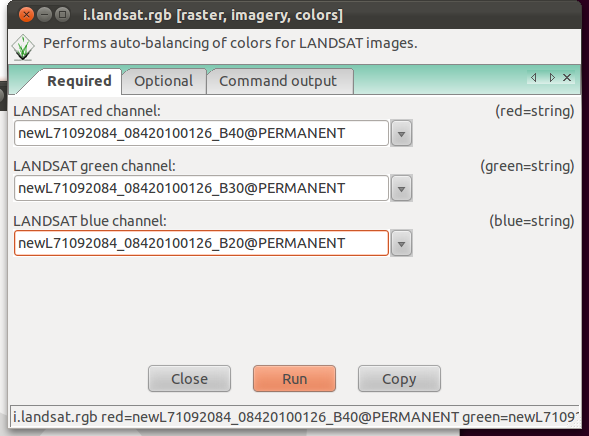 i.landsat.rgb [raster, imagery, colors]
Performs auto-balancing of colors for LANDSAT images.
Required Optional Command output
LANDSAT red channel: (red=string)
newL71092084_08420100126_B40@PERMANENT
LANDSAT green channel: (green=string)
newL71092084_08420100126_B30@PERMANENT
LANDSAT blue channel: (blue=string)
newL71092084_08420100126_B20@PERMANENT
Close Run Copy
i.landsat.rgb red=newL71092084_08420100126_B40@PERMANENT green=newL7109